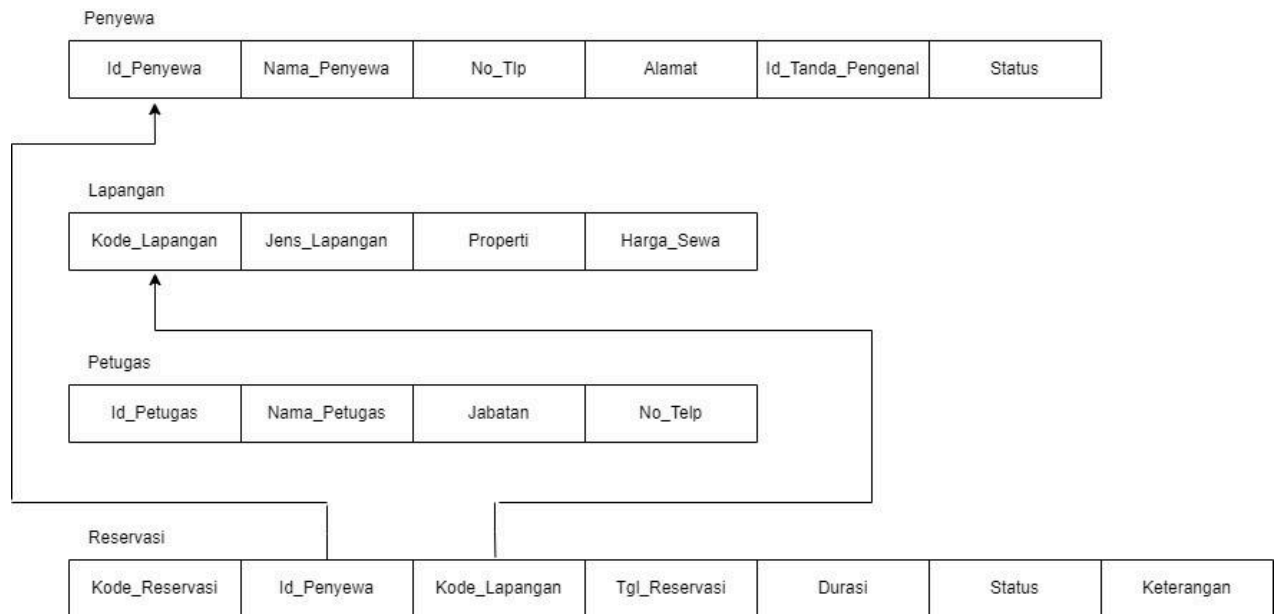 Penyewa
Id_Penyewa Nama_Penyewa No_Tlp Alamat Id_Tanda_Pengenal Status
Lapangan
Kode_Lapangan Jens_Lapangan Properti Harga_Sewa
Petugas
Id_Petugas Nama_Petugas Jabatan No_Telp
Reservasi
Kode_Reservasi Id_Penyewa Kode_Lapangan Tgl_Reservasi Durasi Status Keterangan